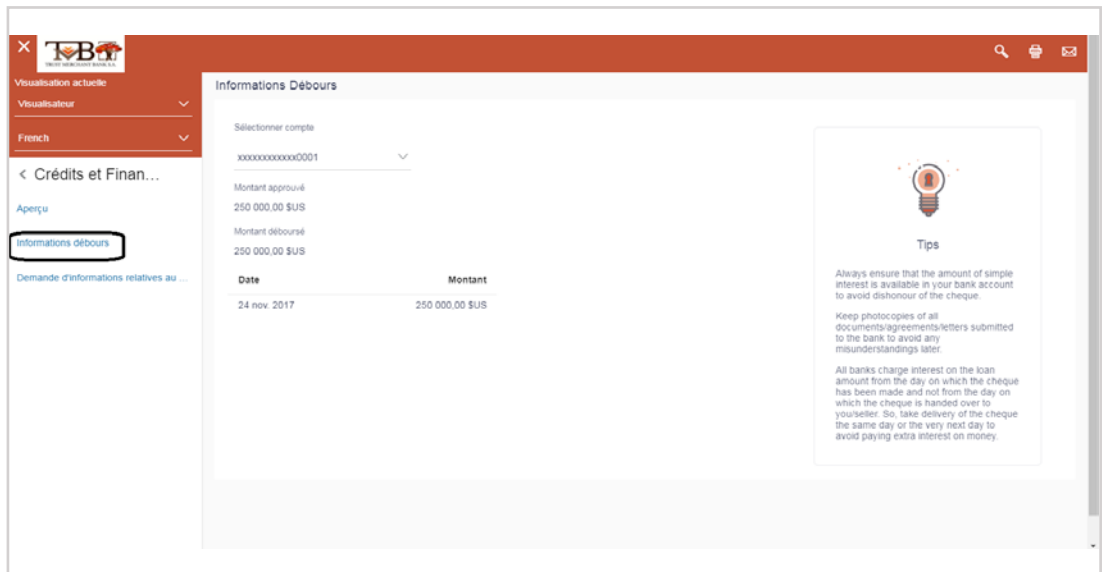 TMB
TRUST MERCHANT BANK S.A.
Visualisation actuelle
Visualisateur
French
< Crédits et Finan...
Aperçu
Informations débours
Demande d'informations relatives au ...
Informations Débours
Sélectionner compte
xxxxxxxxxxxx0001
Montant approuvé
250 000,00 $US
Montant déboursé
250 000,00 $US
Date Montant
24 nov. 2017 250 000,00 $US
Tips
Always ensure that the amount of simple
interest is available in your bank account
to avoid dishonour of the cheque.
Keep photocopies of all
documents/agreements/letters submitted
to the bank to avoid any
misunderstandings later.
All banks charge interest on the loan
amount from the day on which the cheque
has been made and not from the day on
which the cheque is handed over to
you/seller. So, take delivery of the cheque
the same day or the very next day to
avoid paying extra interest on money.